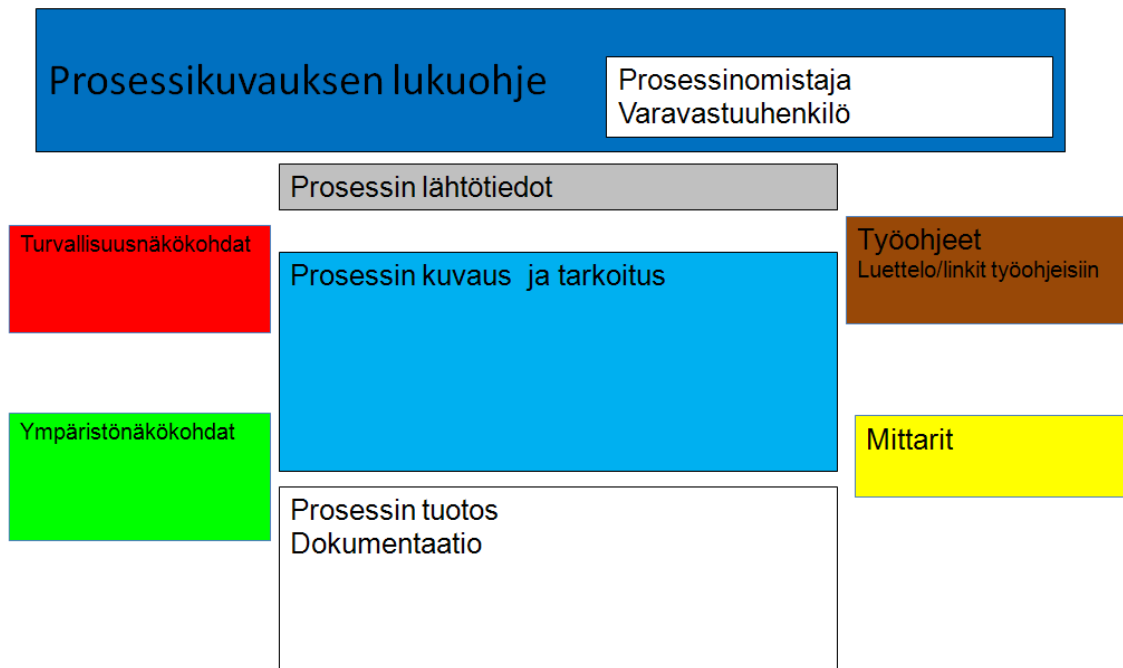 Prosessikuvauksen lukuohje
Prosessinomistaja
Varavastuuhenkilö
Prosessin lähtötiedot
Turvallisuusnäkökohdat
Prosessin kuvaus ja tarkoitus
Työohjeet
Luettelo/linkit työohjeisiin
Ympäristönäkökohdat
Mittarit
Prosessin tuotos
Dokumentaatio